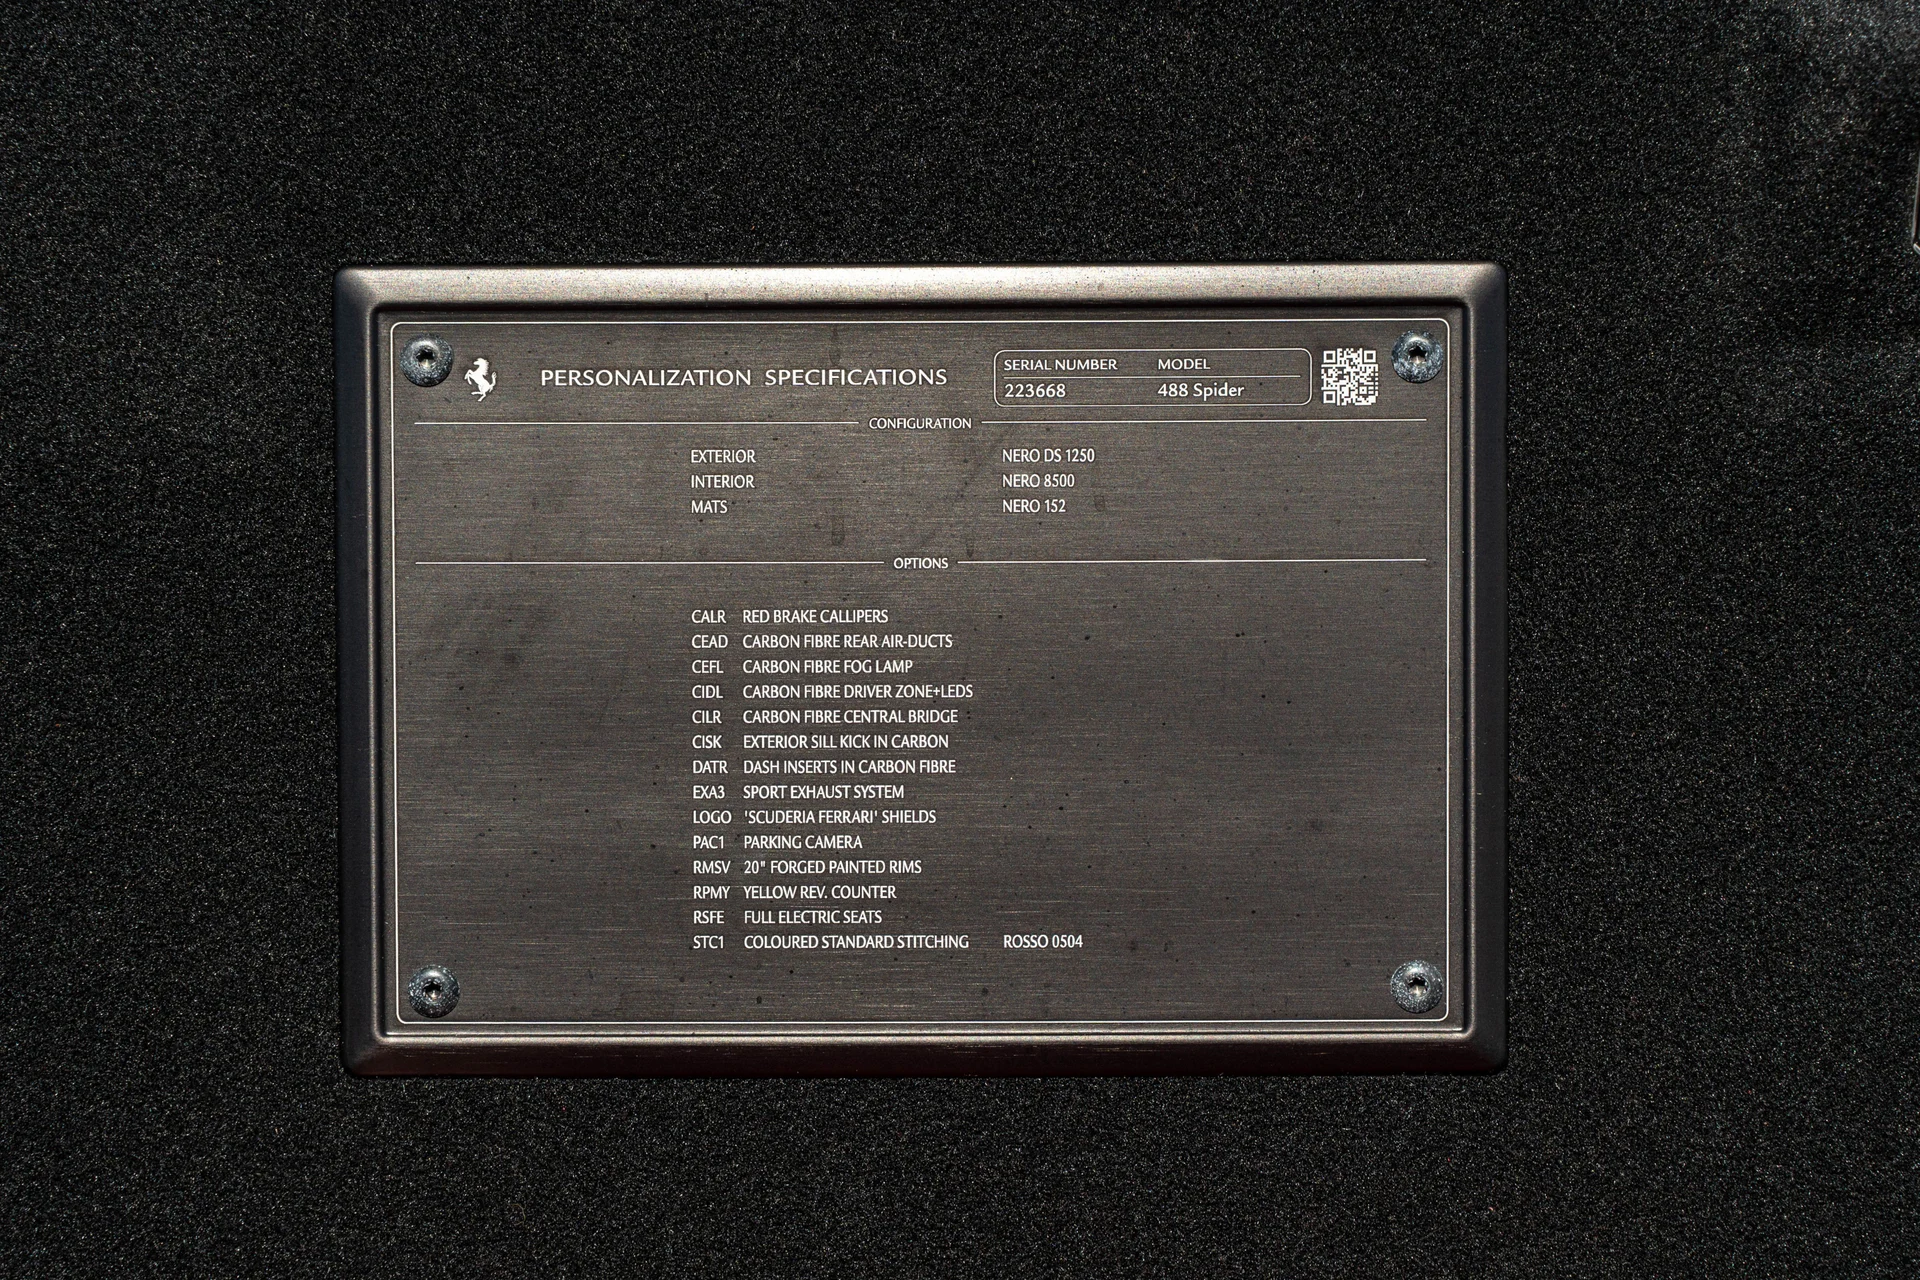 PERSONALIZATION SPECIFICATIONS
SERIAL NUMBER MODEL
223668 488 Spider
CONFIGURATION
EXTERIOR NERO DS 1250
INTERIOR NERO 8500
MATS NERO 152
OPTIONS
CALR RED BRAKE CALLIPERS
CEAD CARBON FIBRE REAR AIR-DUCTS
CEFL CARBON FIBRE FOG LAMP
CIDL CARBON FIBRE DRIVER ZONE+LEDS
CILR CARBON FIBRE CENTRAL BRIDGE
CISK EXTERIOR SILL KICK IN CARBON
DATR DASH INSERTS IN CARBON FIBRE
EXA3 SPORT EXHAUST SYSTEM
LOGO 'SCUDERIA FERRARI' SHIELDS
PAC1 PARKING CAMERA
RMSV 20" FORGED PAINTED RIMS
RPMY YELLOW REV. COUNTER
RSFE FULL ELECTRIC SEATS
STC1 COLOURED STANDARD STITCHING ROSSO 0504